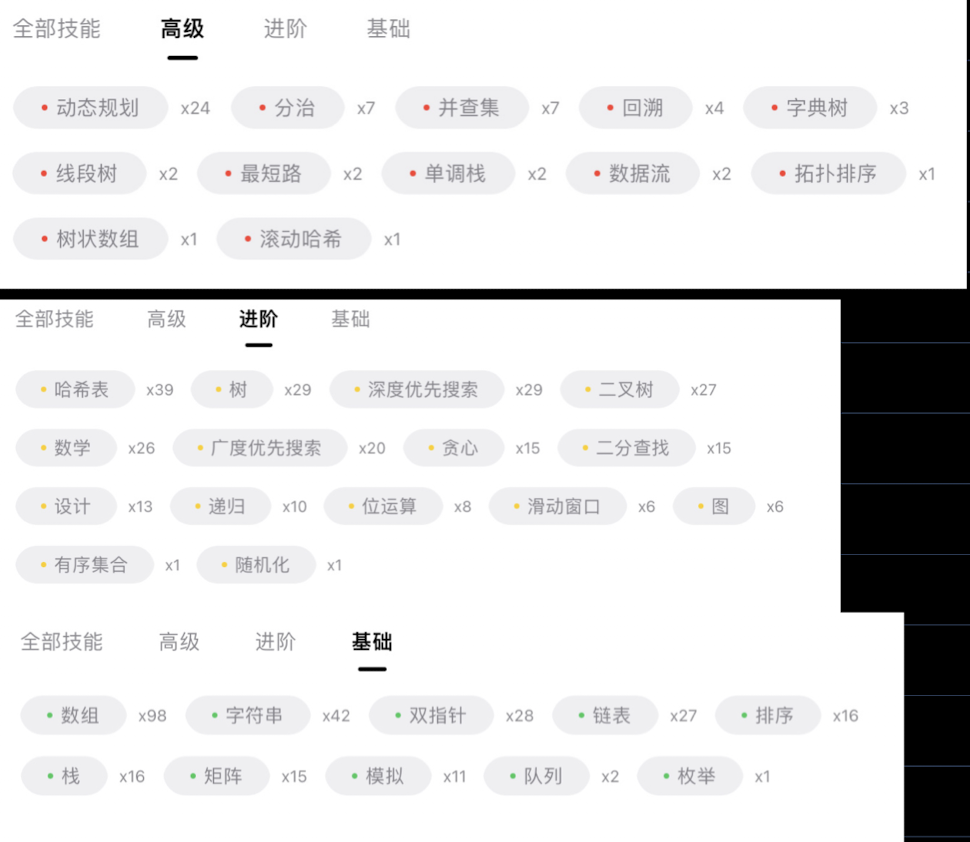 全部技能 高级 进阶 基础
动态规划 x24 分治 x7 并查集 x7 回溯 x4 字典树 x3
线段树 x2 最短路 x2 单调栈 x2 数据流 x2 拓扑排序 x1
树状数组 x1 滚动哈希 x1
全部技能 高级 进阶 基础
哈希表 x39 树 x29 深度优先搜索 x29 二叉树 x27
数学 x26 广度优先搜索 x20 贪心 x15 二分查找 x15
设计 x13 递归 x10 位运算 x8 滑动窗口 x6 图 x6
有序集合 x1 随机化 x1
全部技能 高级 进阶 基础
数组 x98 字符串 x42 双指针 x28 链表 x27 排序 x16
栈 x16 矩阵 x15 模拟 x11 队列 x2 枚举 x1